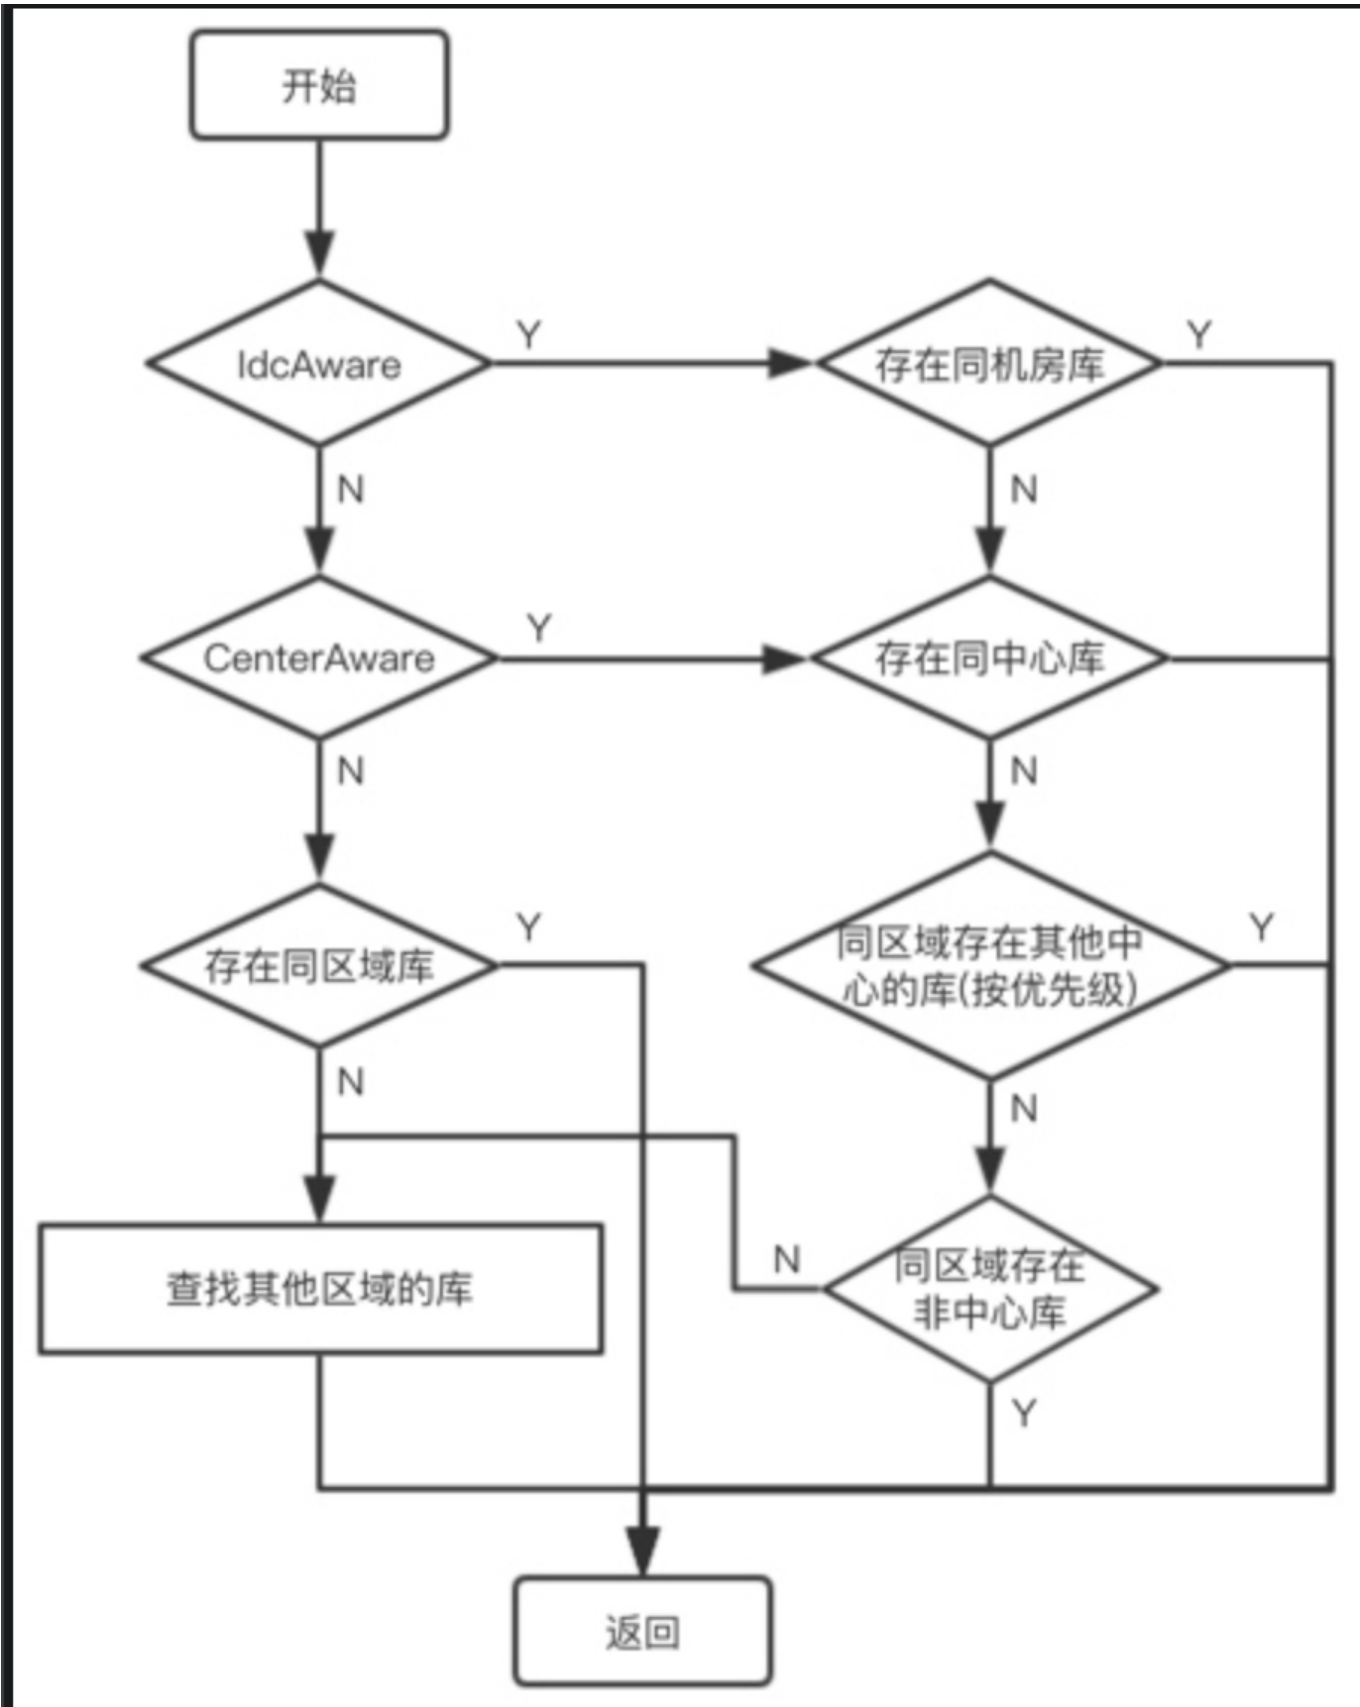 开始
IdcAware
Y
存在同机房库
Y
N
N
CenterAware
Y
存在同中心库
N
N
存在同区域库
Y
同区域存在其他中
心的库(按优先级)
Y
N
N
查找其他区域的库
N
同区域存在
非中心库
Y
返回